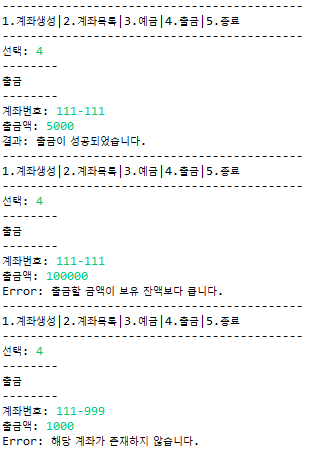 ------------------------------------------
1.계좌생성|2.계좌목록|3.예금|4.출금|5.종료
------------------------------------------
선택: 4
--------
출금
--------
계좌번호: 111-111
출금액: 5000
결과: 출금이 성공되었습니다.
------------------------------------------
1.계좌생성|2.계좌목록|3.예금|4.출금|5.종료
------------------------------------------
선택: 4
--------
출금
--------
계좌번호: 111-111
출금액: 100000
Error: 출금할 금액이 보유 잔액보다 큽니다.
------------------------------------------
1.계좌생성|2.계좌목록|3.예금|4.출금|5.종료
------------------------------------------
선택: 4
--------
출금
--------
계좌번호: 111-999
출금액: 1000
Error: 해당 계좌가 존재하지 않습니다.